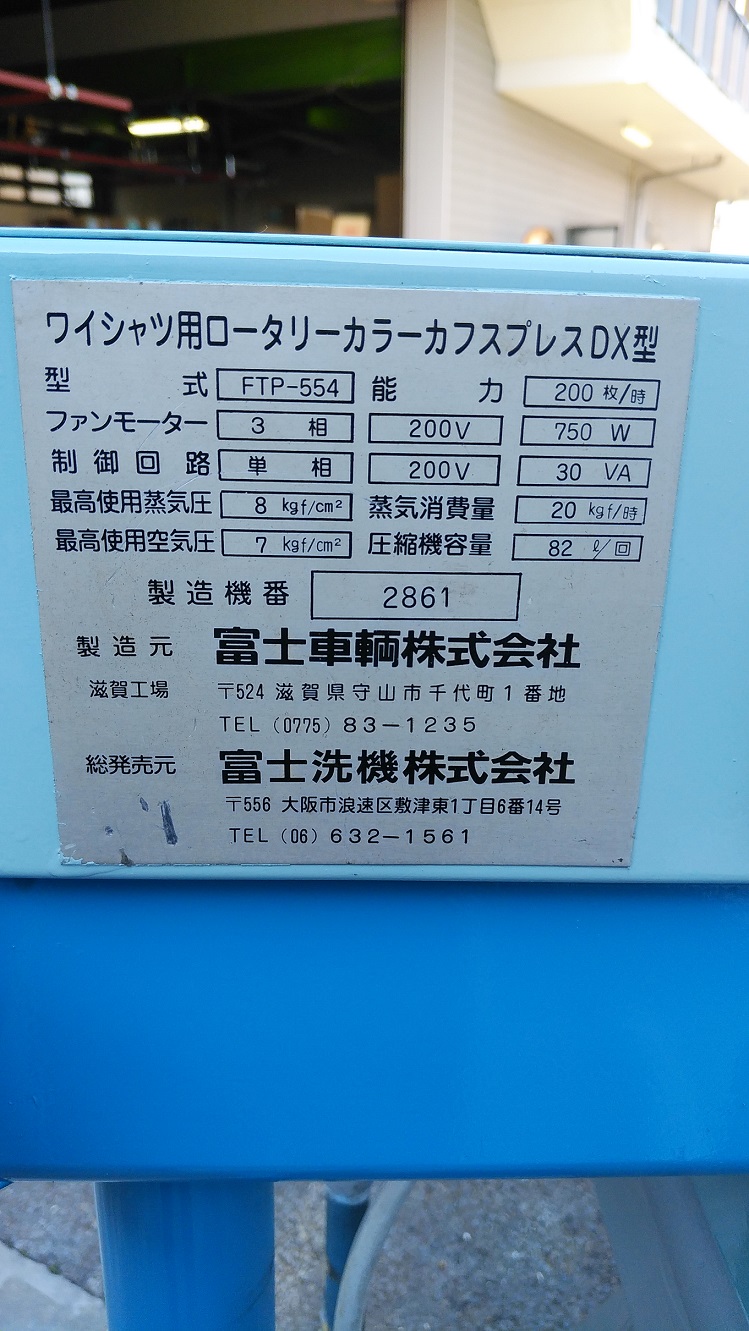 ワイシャツ用ロータリーカラーカフスプレスDX型
型式 FTP-554 能力 200 枚/時
ファンモーター 3 相 200V 750 W
制御回路 単相 200V 30 VA
最高使用蒸気圧 8 kgf/cm² 蒸気消費量 20 kgf/時
最高使用空気圧 7 kgf/cm² 圧縮機容量 82 ℓ/回
製造機番 2861
製造元 富士車輌株式会社
滋賀工場 〒524 滋賀県守山市千代町1番地
TEL (0775) 83-1235
総発売元 富士洗機株式会社
〒556 大阪市浪速区敷津東1丁目6番14号
TEL (06) 632-1561